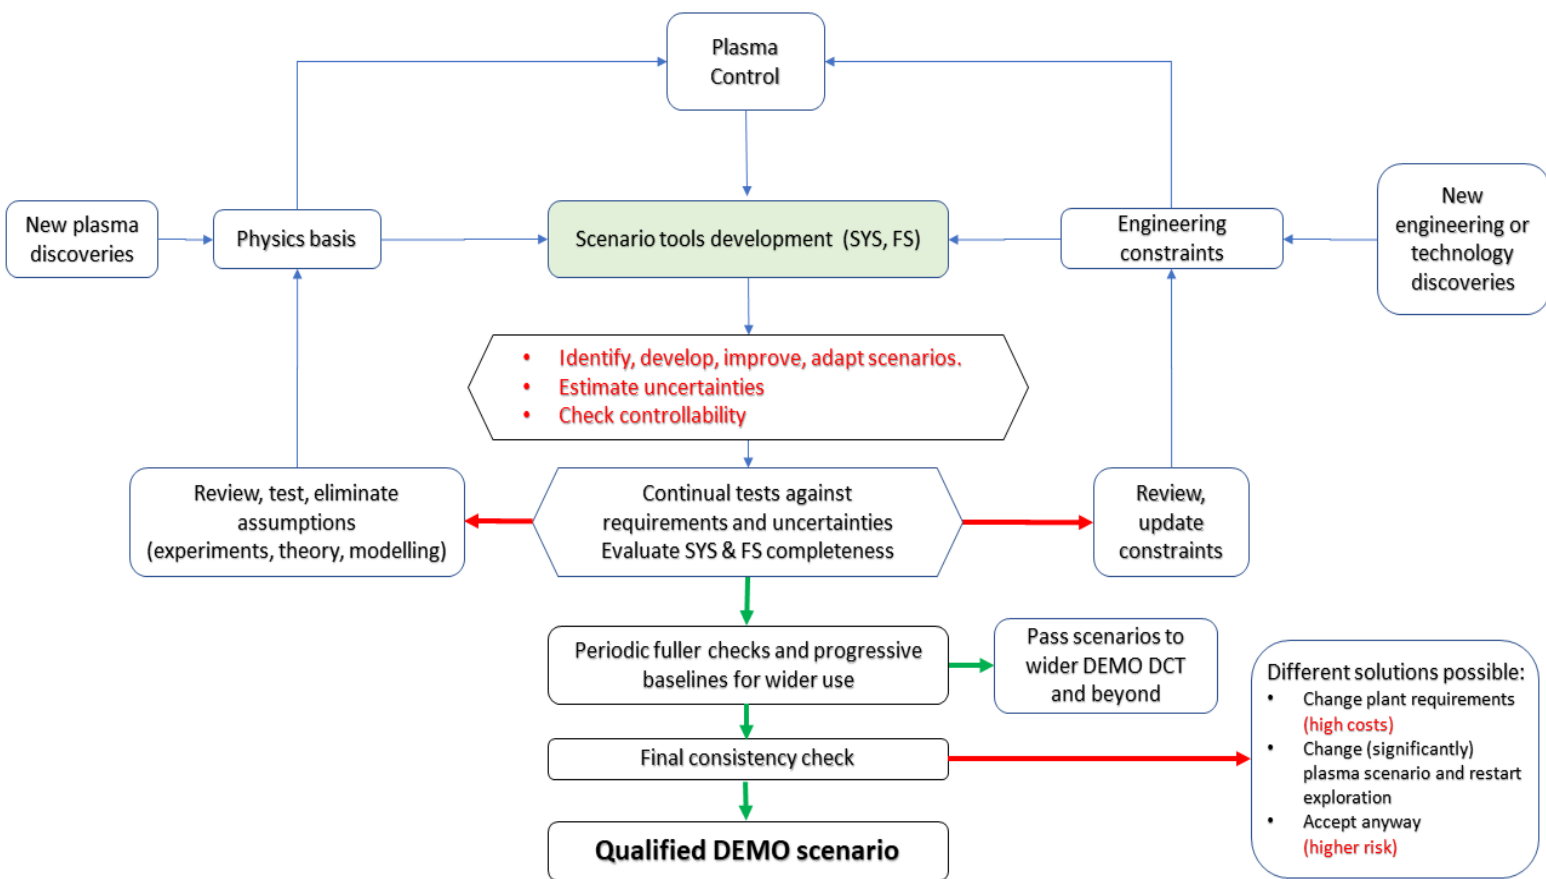 Plasma
Control
New plasma
discoveries
Physics basis
Scenario tools development  (SYS, FS)
Engineering
constraints
New
engineering or
technology
discoveries
• Identify, develop, improve, adapt scenarios.
• Estimate uncertainties
• Check controllability
Review, test, eliminate
assumptions
(experiments, theory, modelling)
Continual tests against
requirements and uncertainties
Evaluate SYS & FS completeness
Review,
update
constraints
Periodic fuller checks and progressive
baselines for wider use
Pass scenarios to
wider DEMO DCT
and beyond
Final consistency check
Different solutions possible:
• Change plant requirements
(high costs)
• Change (significantly)
plasma scenario and restart
exploration
• Accept anyway
(higher risk)
Qualified DEMO scenario